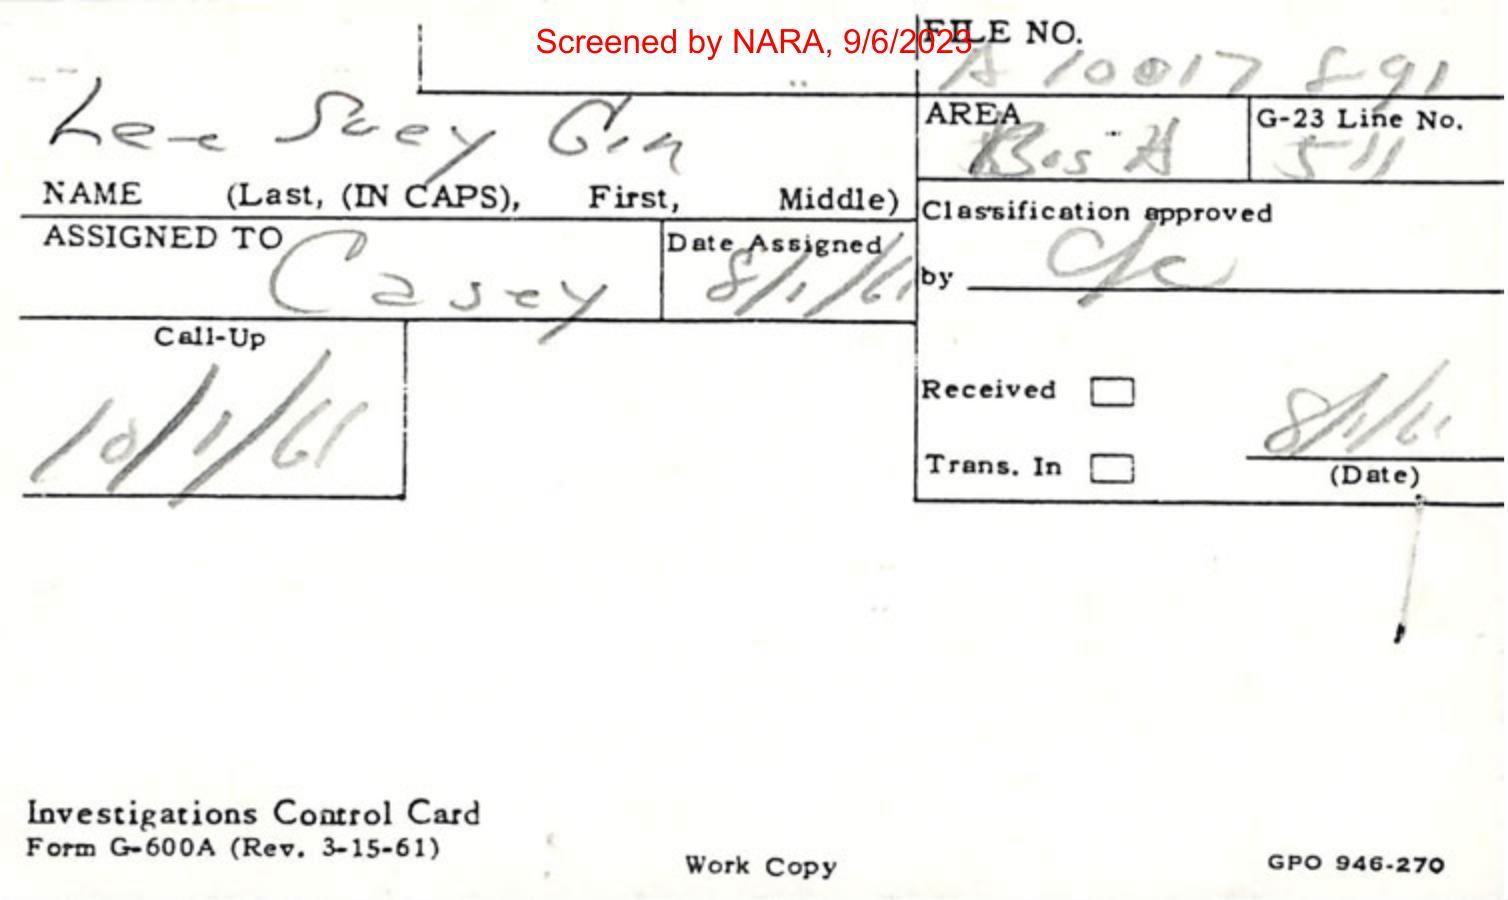 Screened by NARA, 9/6/2023
FILE NO.
A 10017 891
Lee Suey Gin
NAME (Last, (IN CAPS), First, Middle)
AREA
Bos A
G-23 Line No.
511
ASSIGNED TO
Casey
Date Assigned
8/1/61
Classification approved
by
Call-Up
10/1/61
Received
Trans. In
8/1/61
(Date)
Investigations Control Card
Form G-600A (Rev. 3-15-61)
Work Copy
GPO 946-270